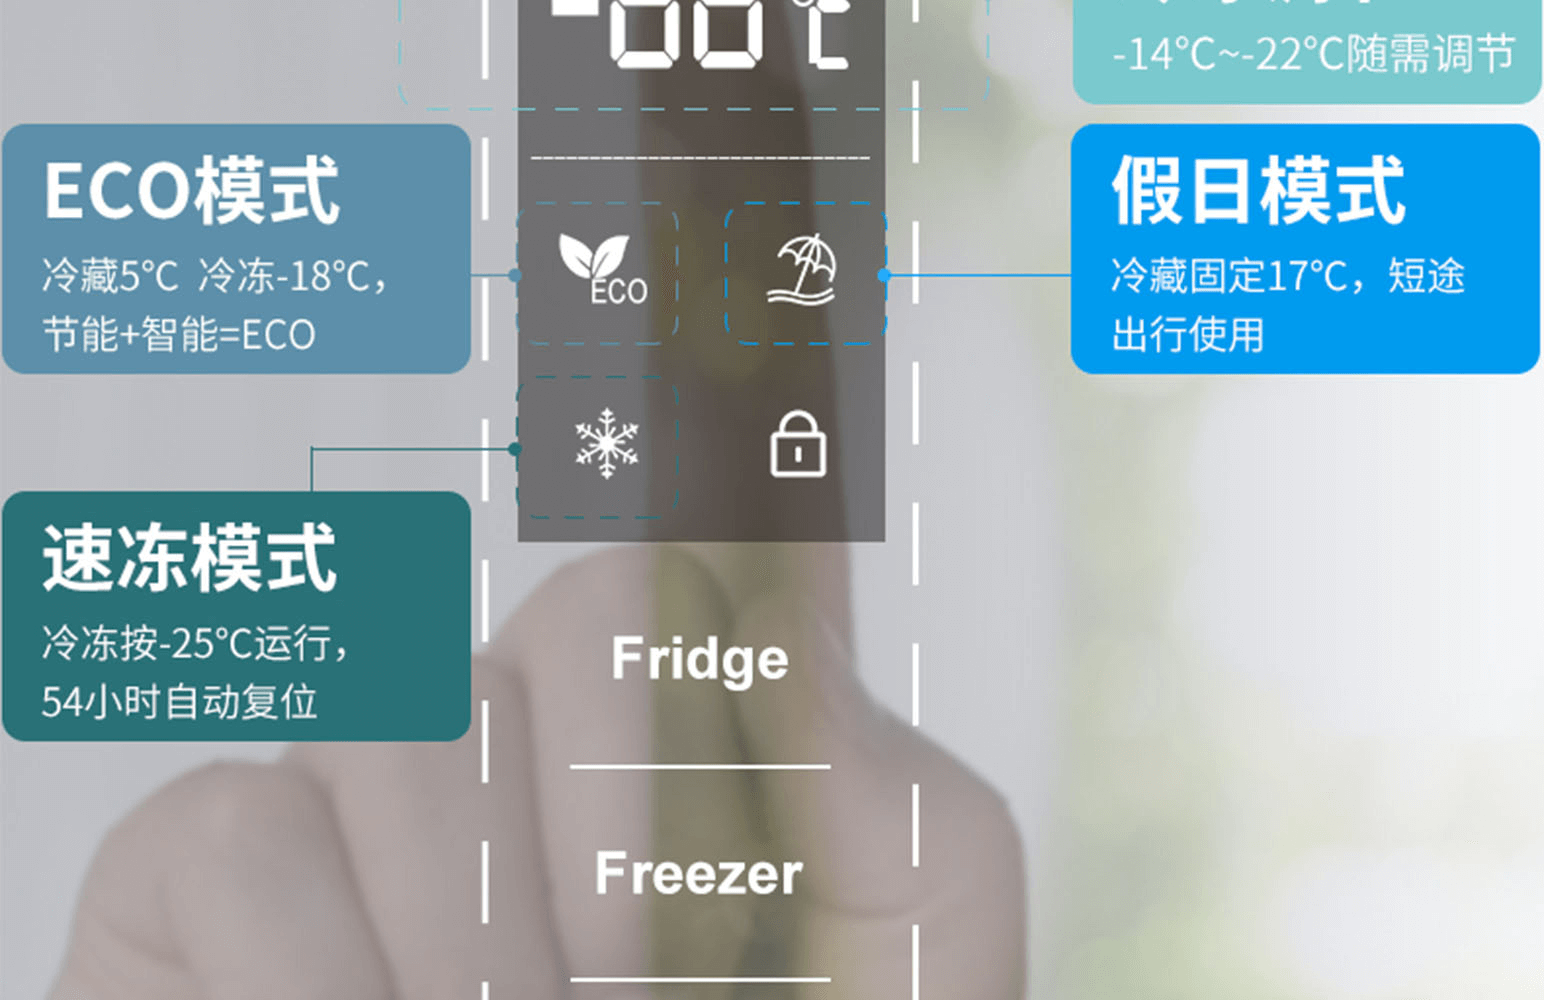 -00℃
-14℃~-22℃随需调节
ECO模式
冷藏5℃ 冷冻-18℃，
节能+智能=ECO
ECO
假日模式
冷藏固定17℃，短途
出行使用
速冻模式
冷冻按-25℃运行，
54小时自动复位
Fridge
Freezer